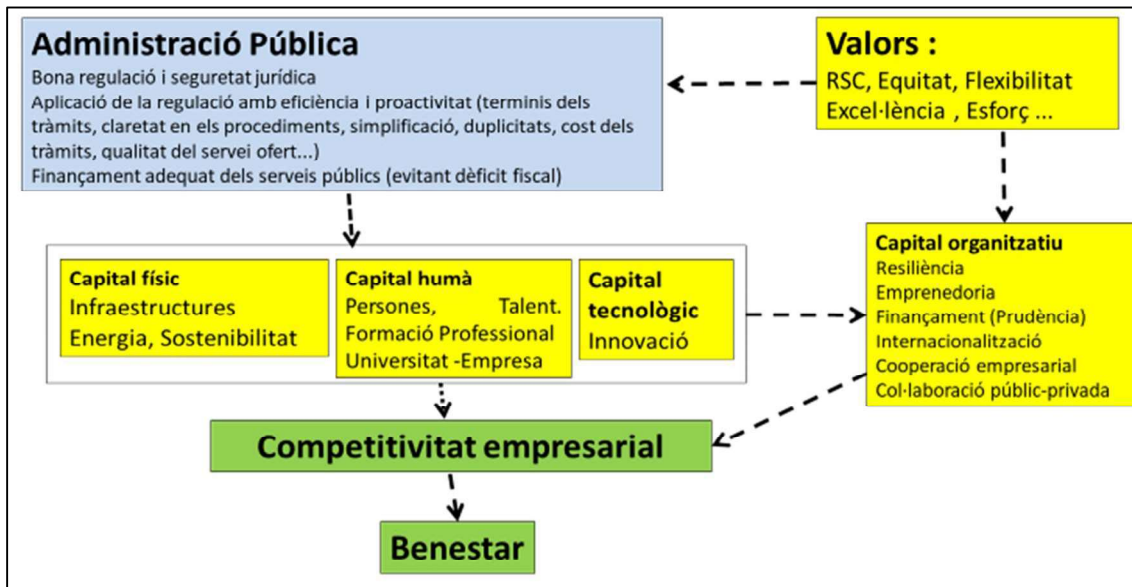 Administració Pública
Bona regulació i seguretat jurídica
Aplicació de la regulació amb eficiència i proactivitat (terminis dels
tràmits, claretat en els procediments, simplificació, duplicitats, cost dels
tràmits, qualitat del servei ofert...)
Finançament adequat dels serveis públics (evitant dèficit fiscal)
Valors :
RSC, Equitat, Flexibilitat
Excel·lència , Esforç ...
Capital físic
Infraestructures
Energia, Sostenibilitat
Capital humà
Persones, Talent.
Formació Professional
Universitat -Empresa
Capital
tecnològic
Innovació
Capital organitzatiu
Resiliència
Emprenedoria
Finançament (Prudència)
Internacionalització
Cooperació empresarial
Col·laboració públic-privada
Competitivitat empresarial
Benestar